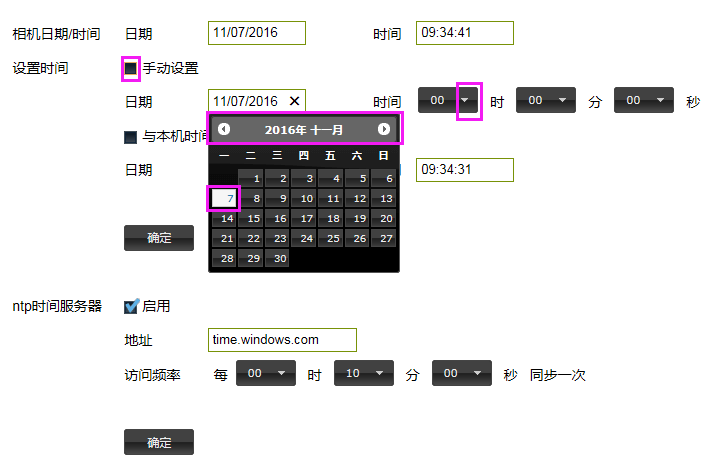 相机日期/时间 日期 11/07/2016 时间 09:34:41
设置时间 手动设置
日期 11/07/2016 × 时间 00 时 00 分 00 秒
与本机时间
2016年 十一月
一 二 三 四 五 六 日
1 2 3 4 5 6
7 8 9 10 11 12 13
14 15 16 17 18 19 20
21 22 23 24 25 26 27
28 29 30
日期 09:34:31
确定
ntp时间服务器 启用
地址 time.windows.com
访问频率 每 00 时 10 分 00 秒 同步一次
确定